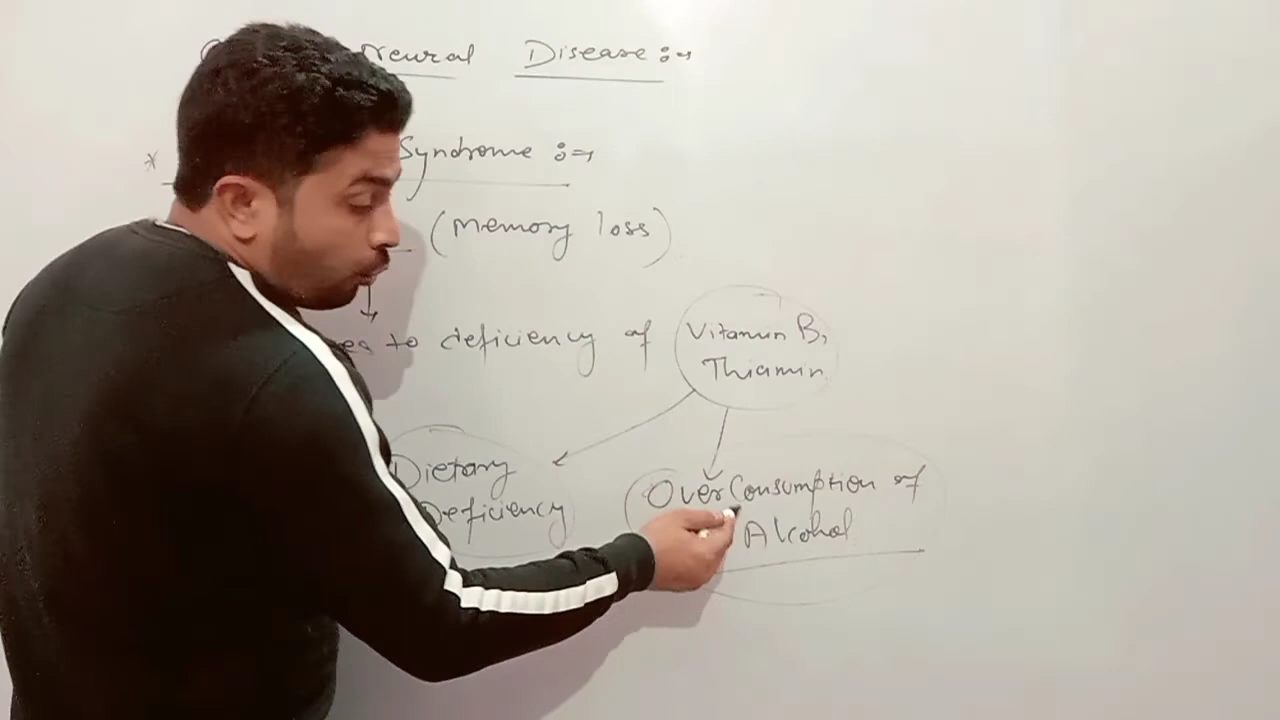 Neural Disease :→
* Syndrome :→
(Memory loss)
to deficiency of Vitamin B1
Thiamin
Dietary
Deficiency
Over Consumption of
Alcohol